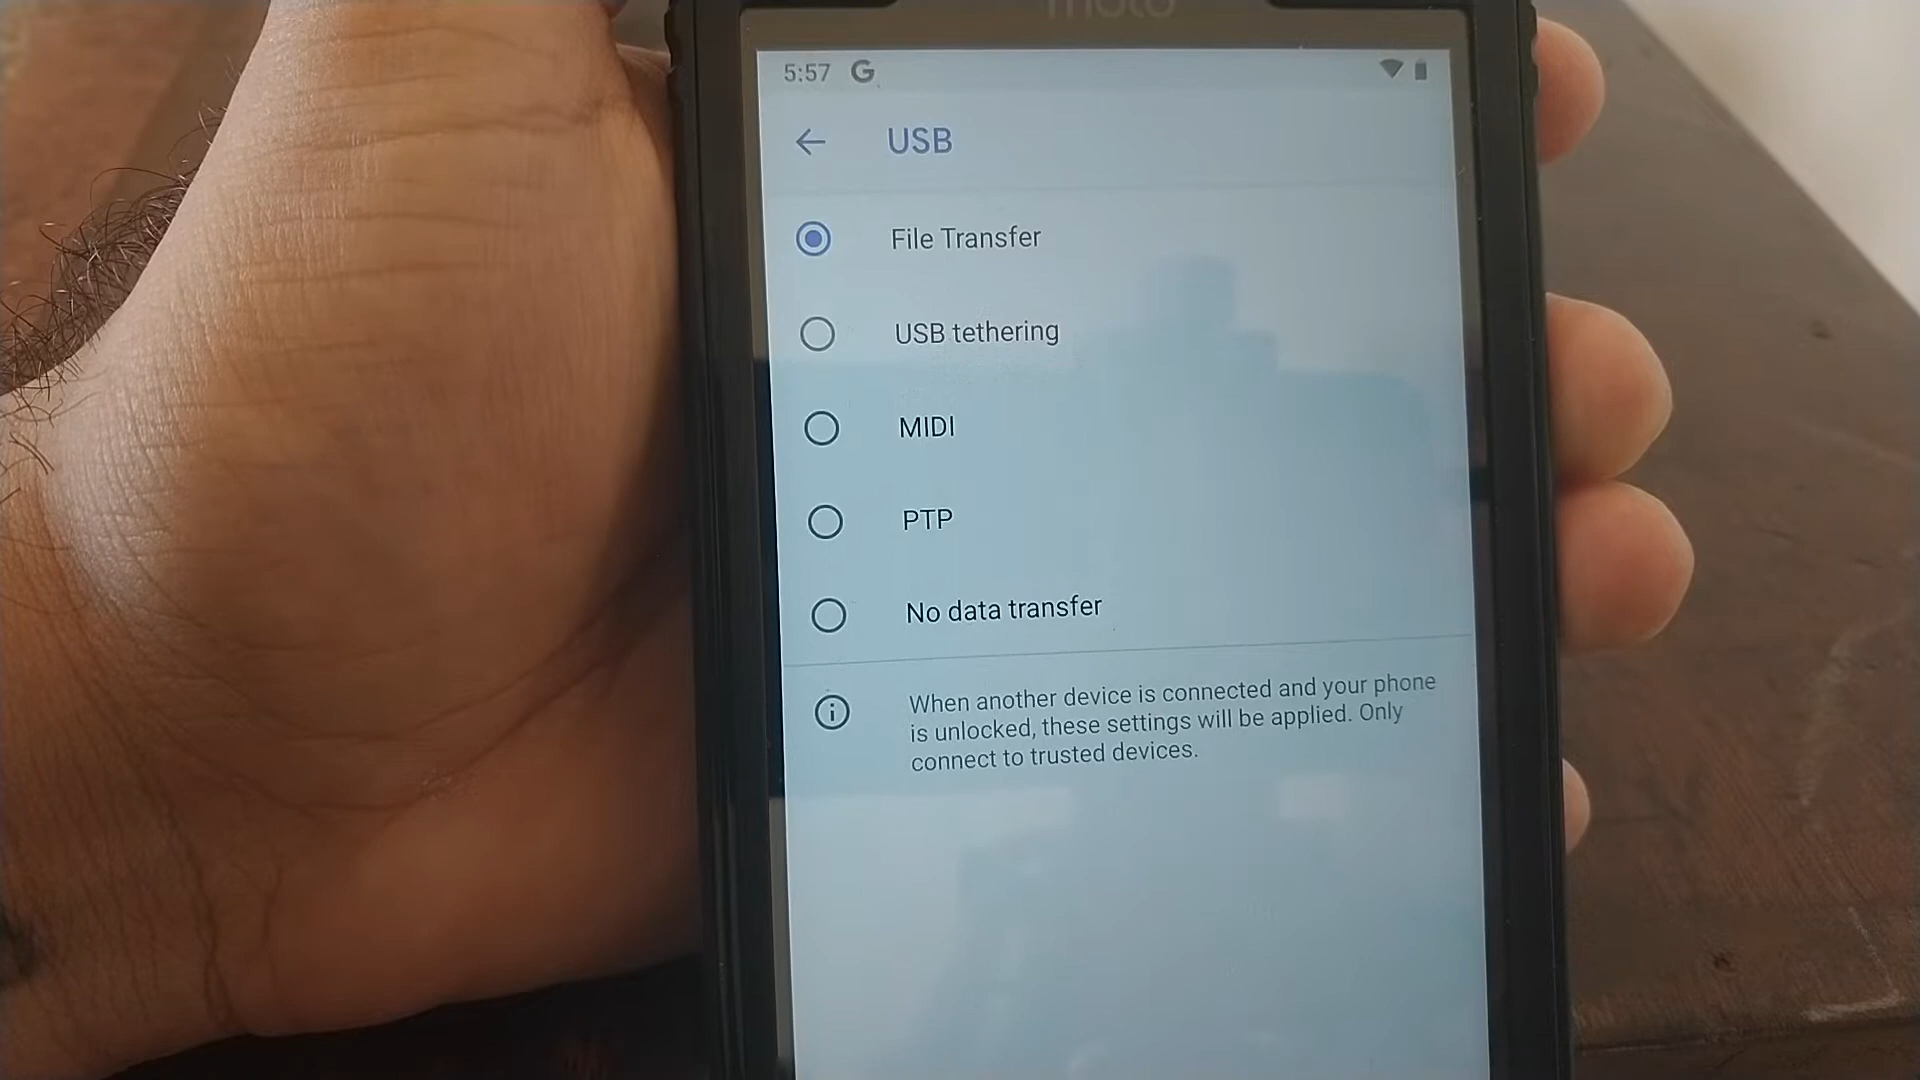 moto
5:57 G
USB
File Transfer
USB tethering
MIDI
PTP
No data transfer
When another device is connected and your phone
is unlocked, these settings will be applied. Only
connect to trusted devices.